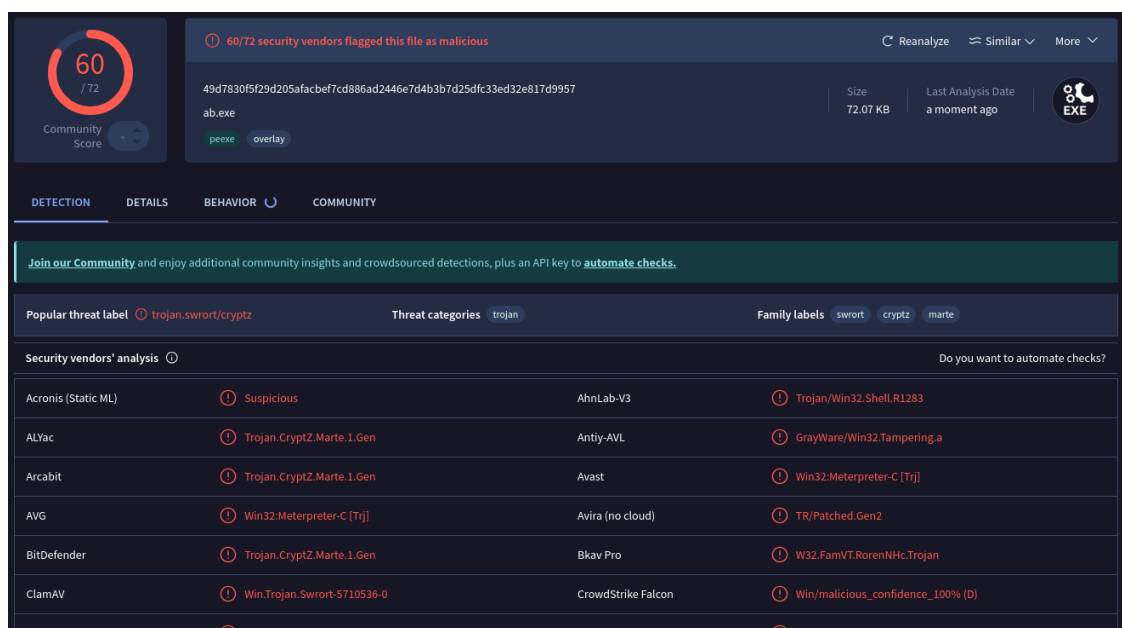 60
/ 72
Community
Score
-
60/72 security vendors flagged this file as malicious
Reanalyze Similar More
49d7830f5f29d205afacbef7cd886ad2446e7d4b3b7d25dfc33ed32e817d9957
ab.exe
peexe overlay
Size
72.07 KB
Last Analysis Date
a moment ago
EXE
DETECTION DETAILS BEHAVIOR COMMUNITY
Join our Community and enjoy additional community insights and crowdsourced detections, plus an API key to automate checks.
Popular threat label trojan.swrort/cryptz Threat categories trojan Family labels swrort cryptz marte
Security vendors' analysis Do you want to automate checks?
Acronis (Static ML) Suspicious AhnLab-V3 Trojan/Win32.Shell.R1283
ALYac Trojan.CryptZ.Marte.1.Gen Antiy-AVL GrayWare/Win32.Tampering.a
Arcabit Trojan.CryptZ.Marte.1.Gen Avast Win32:Meterpreter-C [Trj]
AVG Win32:Meterpreter-C [Trj] Avira (no cloud) TR/Patched.Gen2
BitDefender Trojan.CryptZ.Marte.1.Gen Bkav Pro W32.FamVT.RorenNHc.Trojan
ClamAV Win.Trojan.Swrort-5710536-0 CrowdStrike Falcon Win/malicious_confidence_100% (D)